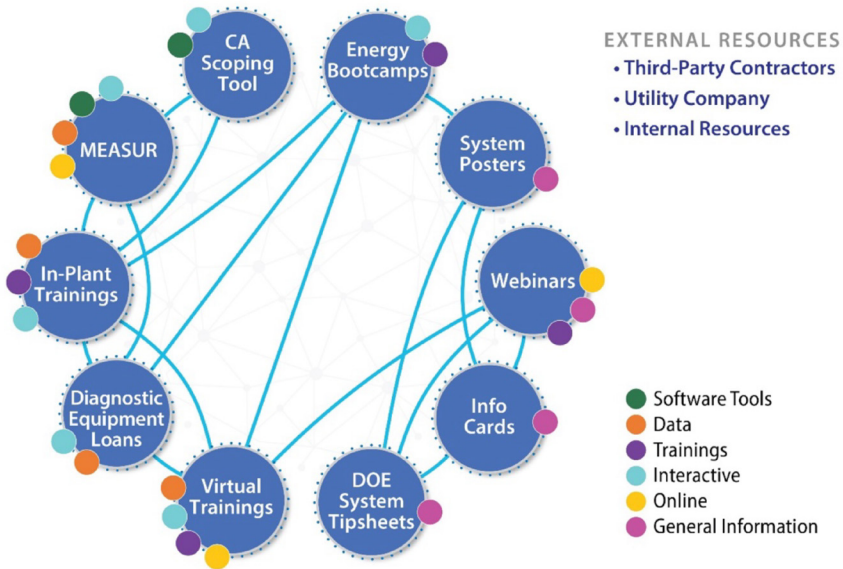 CA
Scoping
Tool
Energy
Bootcamps
EXTERNAL RESOURCES
• Third-Party Contractors
• Utility Company
• Internal Resources
MEASUR
System
Posters
In-Plant
Trainings
Webinars
Diagnostic
Equipment
Loans
Info
Cards
Virtual
Trainings
DOE
System
Tipsheets
Software Tools
Data
Trainings
Interactive
Online
General Information